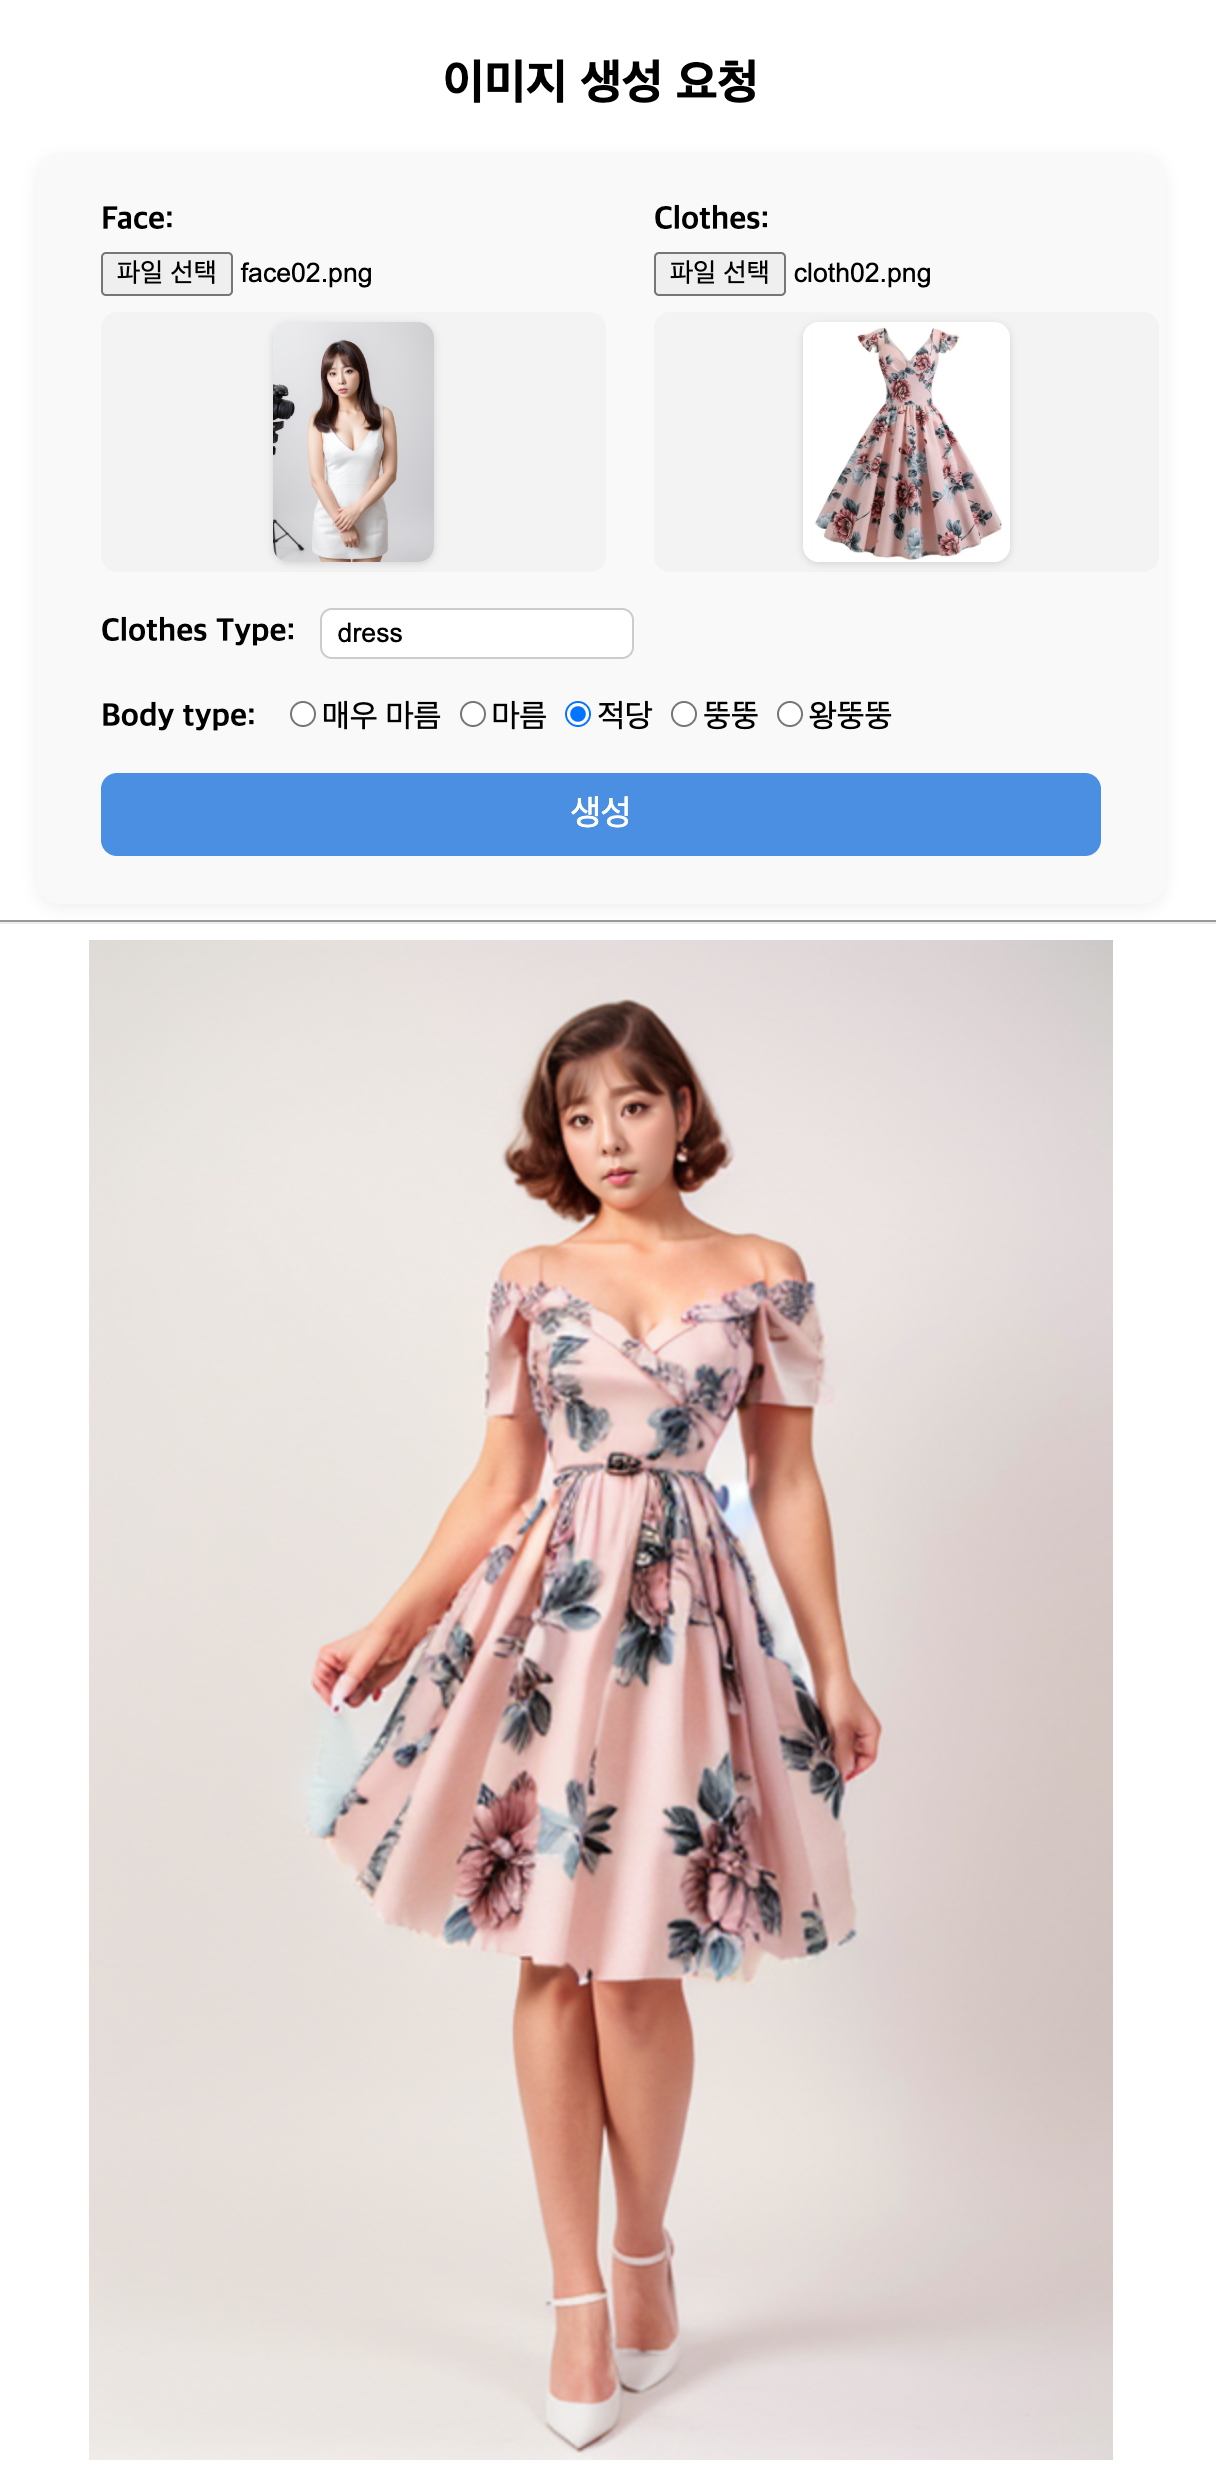 이미지 생성 요청
Face: Clothes:
파일 선택 face02.png 파일 선택 cloth02.png
Clothes Type: dress
Body type: 매우 마름 마름 적당 뚱뚱 왕뚱뚱
생성